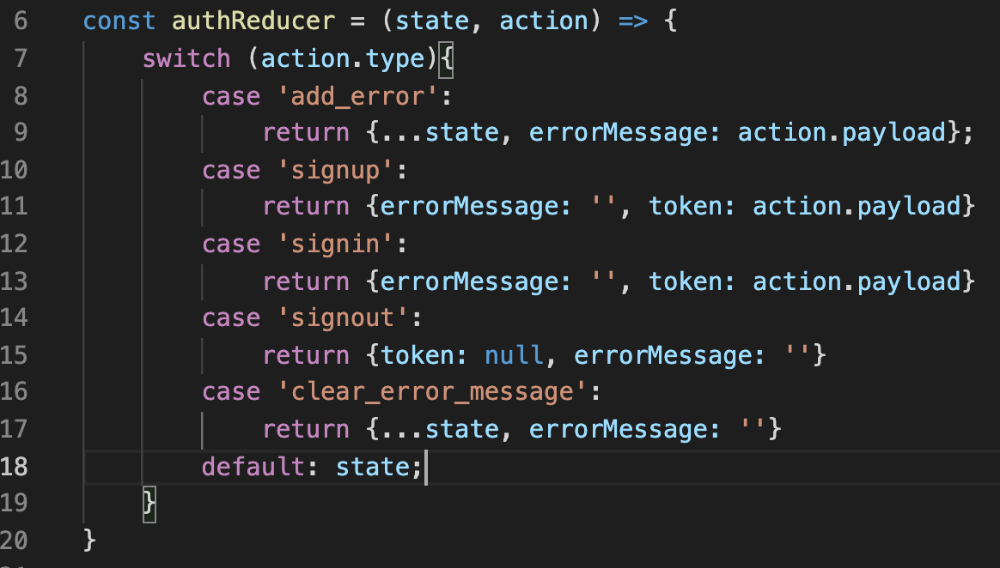 6 const authReducer = (state, action) => {
7 switch (action.type){
8 case 'add_error':
9 return {...state, errorMessage: action.payload};
10 case 'signup':
11 return {errorMessage: '', token: action.payload}
12 case 'signin':
13 return {errorMessage: '', token: action.payload}
14 case 'signout':
15 return {token: null, errorMessage: ''}
16 case 'clear_error_message':
17 return {...state, errorMessage: ''}
18 default: state;
19 }
20 }